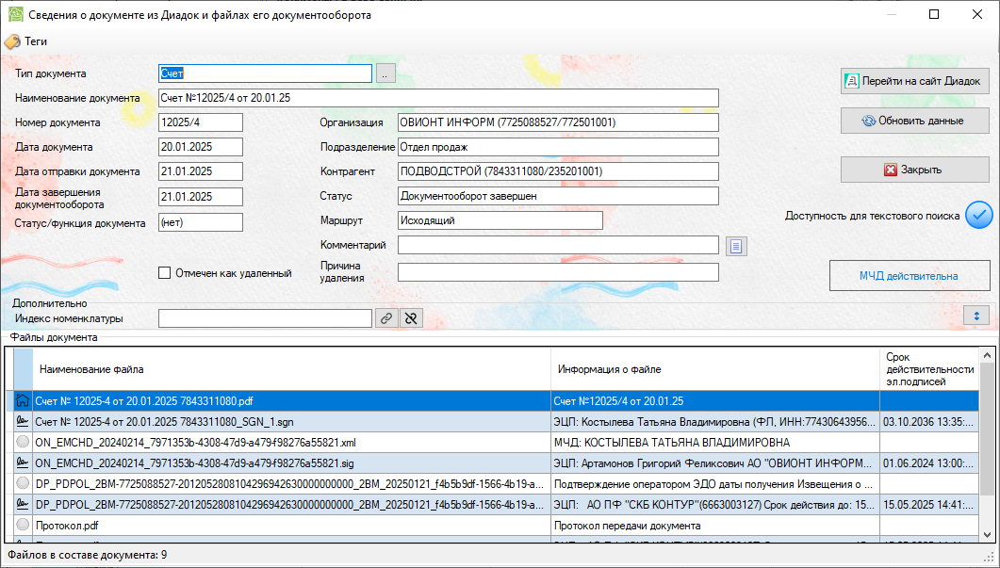 Сведения о документе из Диадок и файлах его документооборота
Теги
Тип документа Счет ..
Перейти на сайт Диадок
Наименование документа Счет №12025/4 от 20.01.25
Номер документа 12025/4 Организация ОВИОНТ ИНФОРМ (7725088527/772501001)
Обновить данные
Дата документа 20.01.2025 Подразделение Отдел продаж
Дата отправки документа 21.01.2025 Контрагент ПОДВОДСТРОЙ (7843311080/235201001)
Закрыть
Дата завершения
документооборота 21.01.2025 Статус Документооборот завершен
Статус/функция документа (нет) Маршрут Исходящий
Доступность для текстового поиска
Комментарий
Отмечен как удаленный
Причина
удаления
МЧД действительна
Дополнительно
Индекс номенклатуры
Файлы документа
Наименование файла Информация о файле Срок
действительности
эл.подписей
Счет № 12025-4 от 20.01.2025 7843311080.pdf Счет №12025/4 от 20.01.25
Счет № 12025-4 от 20.01.2025 7843311080_SGN_1.sgn ЭЦП: Костылева Татьяна Владимировна (ФЛ, ИНН:77430643956... 03.10.2036 13:35:...
ON_EMCHD_20240214_7971353b-4308-47d9-a479-f98276a55821.xml МЧД: КОСТЫЛЕВА ТАТЬЯНА ВЛАДИМИРОВНА
ON_EMCHD_20240214_7971353b-4308-47d9-a479-f98276a55821.sig ЭЦП: Артамонов Григорий Феликсович АО "ОВИОНТ ИНФОРМ... 01.06.2024 13:00:...
DP_PDPOL_2BM-7725088527-2012052808104296942630000000000_2BM_20250121_f4b5b9df-1566-4b19-a... Подтверждение оператором ЭДО даты получения Извещения о ...
DP_PDPOL_2BM-7725088527-2012052808104296942630000000000_2BM_20250121_f4b5b9df-1566-4b19-a... ЭЦП: АО ПФ "СКБ КОНТУР"(6663003127) Срок действия до: 15... 15.05.2025 14:41:...
Протокол.pdf Протокол передачи документа
Файлов в составе документа: 9